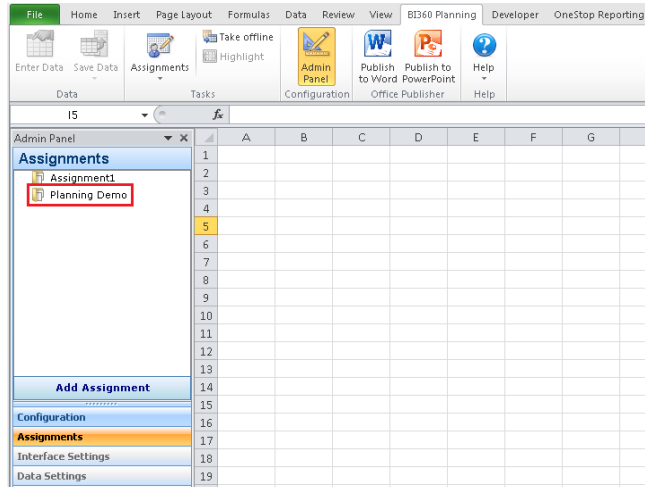 File Home Insert Page Layout Formulas Data Review View BI360 Planning Developer OneStop Reporting
Enter Data Save Data Assignments Take offline Highlight Admin Panel Publish to Word Publish to PowerPoint Help
Data Tasks Configuration Office Publisher Help
I5 fx
Admin Panel A B C D E F G
Assignments 1
Assignment1 2
Planning Demo 3
4
5
6
7
8
9
10
11
12
13
Add Assignment 14
15
Configuration 16
Assignments 17
Interface Settings 18
Data Settings 19